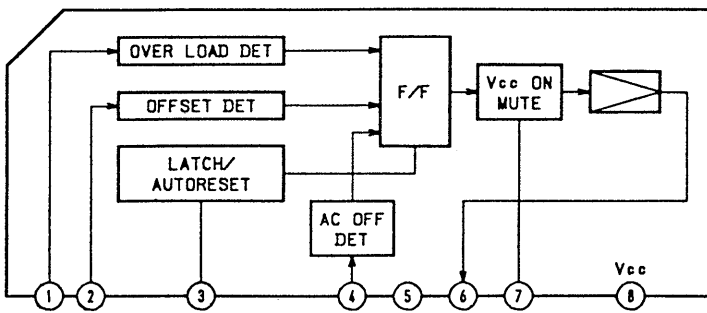 OVER LOAD DET
OFFSET DET
LATCH/
AUTORESET
F/F
Vcc ON
MUTE
AC OFF
DET
Vcc
1 2 3 4 5 6 7 8